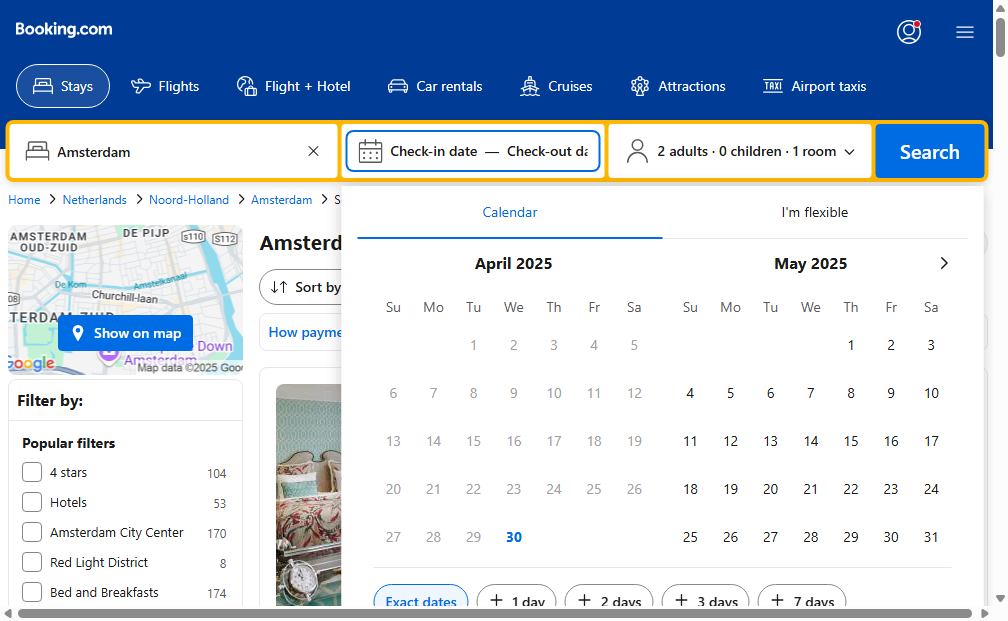 Booking.com
Stays
Flights
Flight + Hotel
Car rentals
Cruises
Attractions
Airport taxis
Amsterdam
Check-in date — Check-out da
2 adults · 0 children · 1 room
Search
Home > Netherlands > Noord-Holland > Amsterdam > S
AMSTERDAM
OUD-ZUID
DE PIJP
s110
S112
De Kom
Amstelkanaal
Churchill-laan
08
TERDAM-ZUID
Show on map
Down
Amsterdam
Google
Map data ©2025 Goo
Filter by:
Popular filters
4 stars 104
Hotels 53
Amsterdam City Center 170
Red Light District 8
Bed and Breakfasts 174
Amsterd
Sort by
How payme
Calendar
I'm flexible
April 2025
Su Mo Tu We Th Fr Sa
1 2 3 4 5
6 7 8 9 10 11 12
13 14 15 16 17 18 19
20 21 22 23 24 25 26
27 28 29 30
May 2025
Su Mo Tu We Th Fr Sa
1 2 3
4 5 6 7 8 9 10
11 12 13 14 15 16 17
18 19 20 21 22 23 24
25 26 27 28 29 30 31
Exact dates
+ 1 day
+ 2 days
+ 3 days
+ 7 days